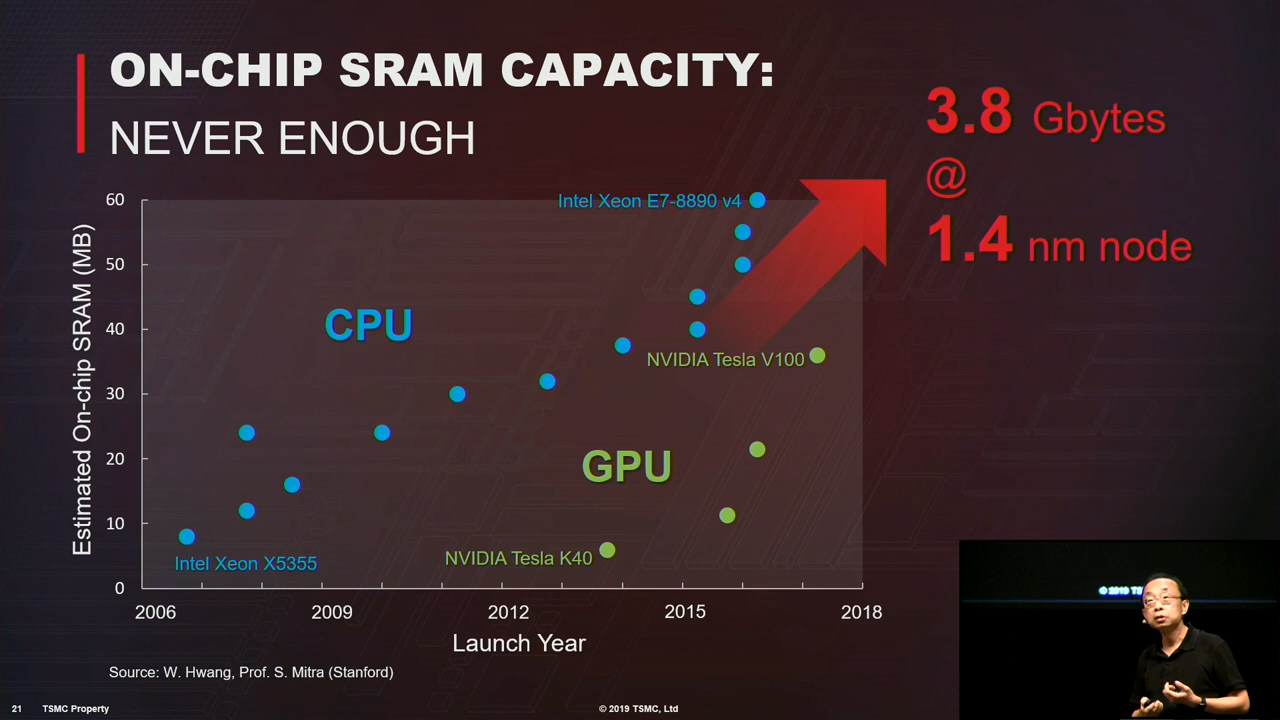 ON-CHIP SRAM CAPACITY:
NEVER ENOUGH
3.8 Gbytes
@
1.4 nm node
Estimated On-chip SRAM (MB)
60
50
40
30
20
10
0
Intel Xeon E7-8890 v4
CPU
NVIDIA Tesla V100
GPU
NVIDIA Tesla K40
Intel Xeon X5355
2006
2009
2012
2015
2018
Launch Year
Source: W. Hwang, Prof. S. Mitra (Stanford)
21
TSMC Property
© 2019 TSMC, Ltd
© 2019 TS